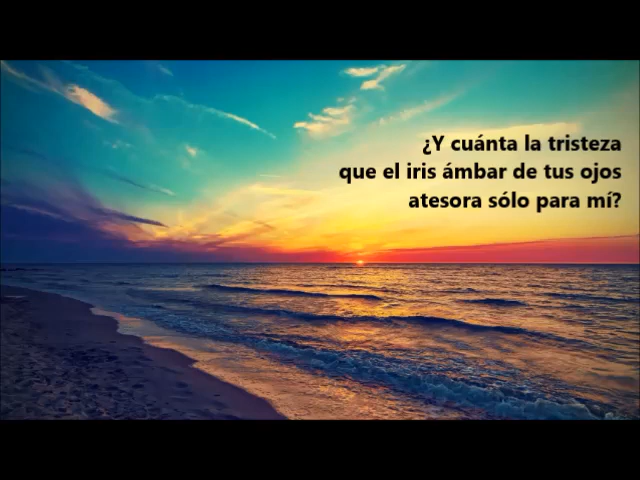 ¿Y cuánta la tristeza
que el iris ámbar de tus ojos
atesora sólo para mí?